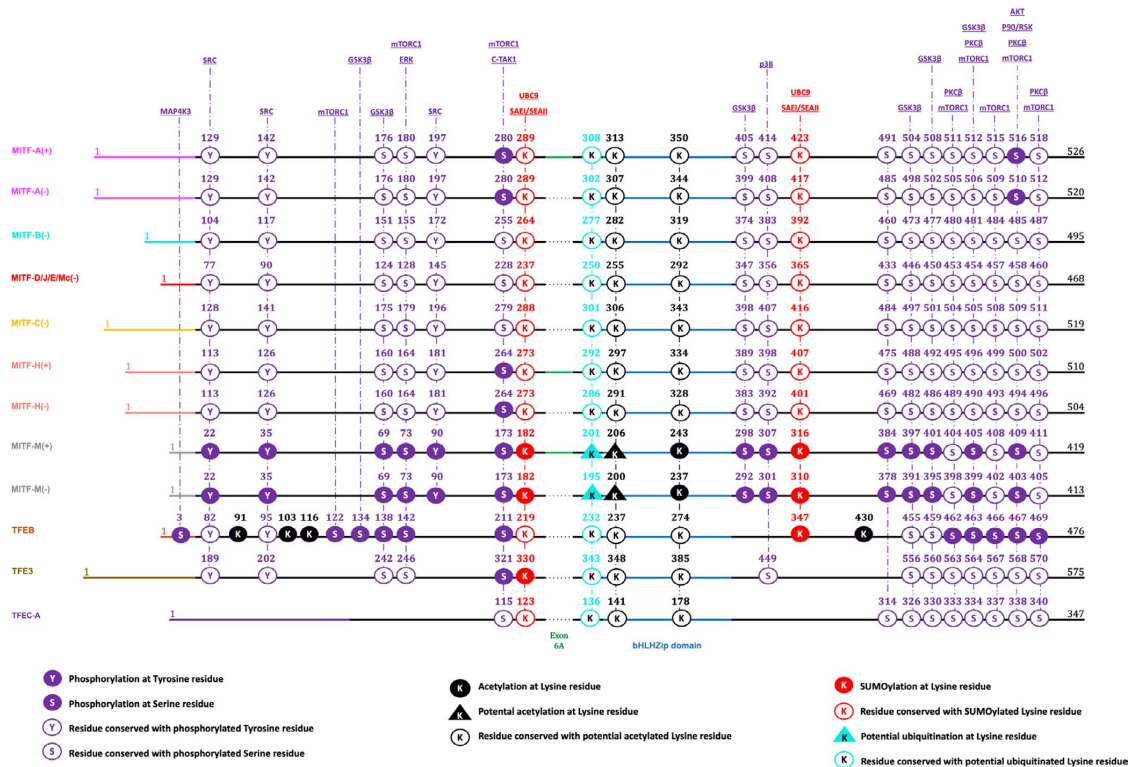 AKT
GSK3β P90/RSK
mTORC1 mTORC1 GSK3β PKCβ PKCβ PKCβ
SRC GSK3β ERK C-TAK1 p38 mTORC1 mTORC1
UBC9 UBC9
MAP4K3 SRC mTORC1 GSK3β SRC SAEI/SEAII GSK3β SAEI/SEAII GSK3β mTORC1 mTORC1 mTORC1
129 142 176 180 197 280 289 308 313 350 405 414 423 491 504 508 511 512 515 516 518
MITF-A(+) 1 Y Y S S Y S K K K K S S K S S S S S S S S 526
129 142 176 180 197 280 289 302 307 344 399 408 417 485 498 502 505 506 509 510 512
MITF-A(-) 1 Y Y S S Y S K K K K S S K S S S S S S S S 520
104 117 151 155 172 255 264 277 282 319 374 383 392 460 473 477 480 481 484 485 487
MITF-B(-) 1 Y Y S S Y S K K K K S S K S S S S S S S S 495
77 90 124 128 145 228 237 250 255 292 347 356 365 433 446 450 453 454 457 458 460
MITF-D/J/E/Mc(-) 1 Y Y S S Y S K K K K S S K S S S S S S S S 468
128 141 175 179 196 279 288 301 306 343 398 407 416 484 497 501 504 505 508 509 511
MITF-C(-) 1 Y Y S S Y S K K K K S S K S S S S S S S S 519
113 126 160 164 181 264 273 292 297 334 389 398 407 475 488 492 495 496 499 500 502
MITF-H(+) 1 Y Y S S Y S K K K K S S K S S S S S S S S 510
113 126 160 164 181 264 273 286 291 328 383 392 401 469 482 486 489 490 493 494 496
MITF-H(-) 1 Y Y S S Y S K K K K S S K S S S S S S S S 504
22 35 69 73 90 173 182 201 206 243 298 307 316 384 397 401 404 405 408 409 411
MITF-M(+) 1 Y Y S S Y S K K K K S S K S S S S S S S S 419
22 35 69 73 90 173 182 195 200 237 292 301 310 378 391 395 398 399 402 403 405
MITF-M(-) 1 Y Y S S Y S K K K K S S K S S S S S S S S 413
3 82 91 95 103 116 122 134 138 142 211 219 232 237 274 347 430 455 459 462 463 466 467 469
TFEB 1 S Y K Y K K S S S S S K K K K K K S S S S S S S 476
189 202 242 246 321 330 343 348 385 449 556 560 563 564 567 568 570
TFE3 1 Y Y S S S K K K K S S S S S S S S 575
115 123 136 141 178 314 326 330 333 334 337 338 340
TFEC-A 1 S K K K K S S S S S S S S 347
Exon
6A bHLHZip domain
Y Phosphorylation at Tyrosine residue
S Phosphorylation at Serine residue
Y Residue conserved with phosphorylated Tyrosine residue
S Residue conserved with phosphorylated Serine residue
K Acetylation at Lysine residue
K Potental acetylation at Lysine residue
K Residue conserved with potential acetylated Lysine residue
K SUMOylation at Lysine residue
K Residue conserved with SUMOylated Lysine residue
K Potential ubiquitination at Lysine residue
K Residue conserved with potential ubiquitinated Lysine residue